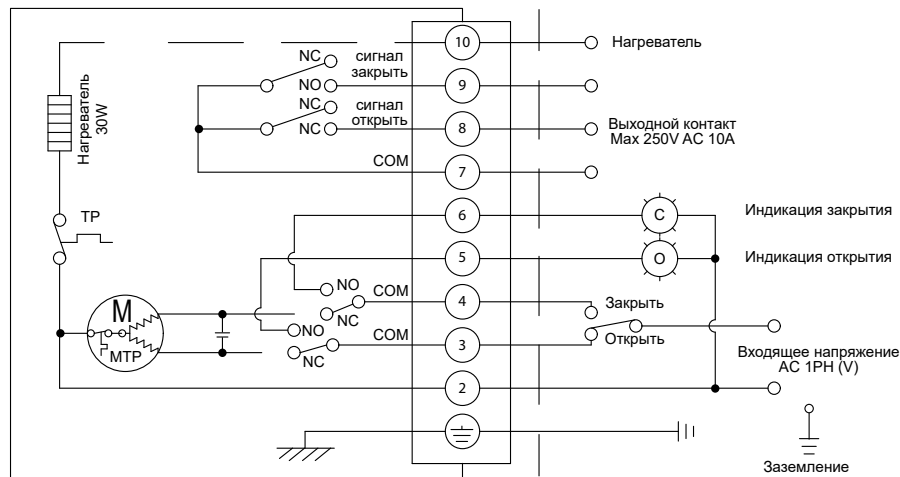 10 Нагреватель
NC сигнал
закрыть
NO 9
NC сигнал
открыть
NC 8 Выходной контакт
Max 250V AC 10A
Нагреватель
30W
COM 7
TP
6 C Индикация закрытия
5 O Индикация открытия
NO COM 4 Закрыть
NC
M
MTP
NO COM 3 Открыть
NC
Входящее напряжение
AC 1PH (V)
2
Заземление